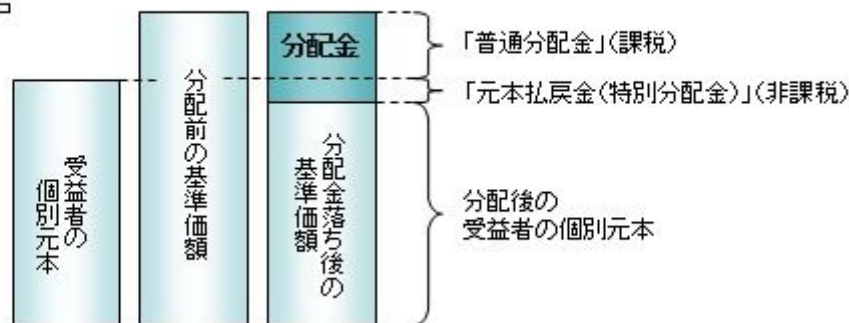 分配金
「普通分配金」(課税)
「元本払戻金(特別分配金)」(非課税)
受益者の
個別元本
分配前の基準価額
分配金落ち後の
基準価額
分配後の
受益者の個別元本